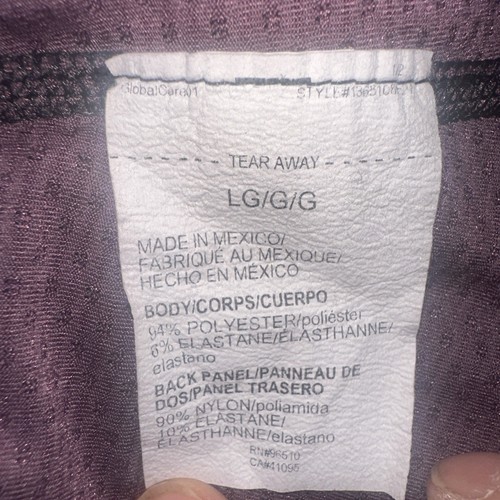 GlobalCare01
- - - - - TEAR AWAY - - - - -
LG/G/G
MADE IN MEXICO/
FABRIQUÉ AU MEXIQUE/
HECHO EN MÉXICO
BODY/CORPS/CUERPO
94% POLYESTER/poliéster
6% ELASTANE/ÉLASTHANNE/
elastano
BACK PANEL/PANNEAU DE
DOS/PANEL TRASERO
90% NYLON/poliamida
10% ELASTANE/
ÉLASTHANNE/elastano
RN#96510
CA#41095